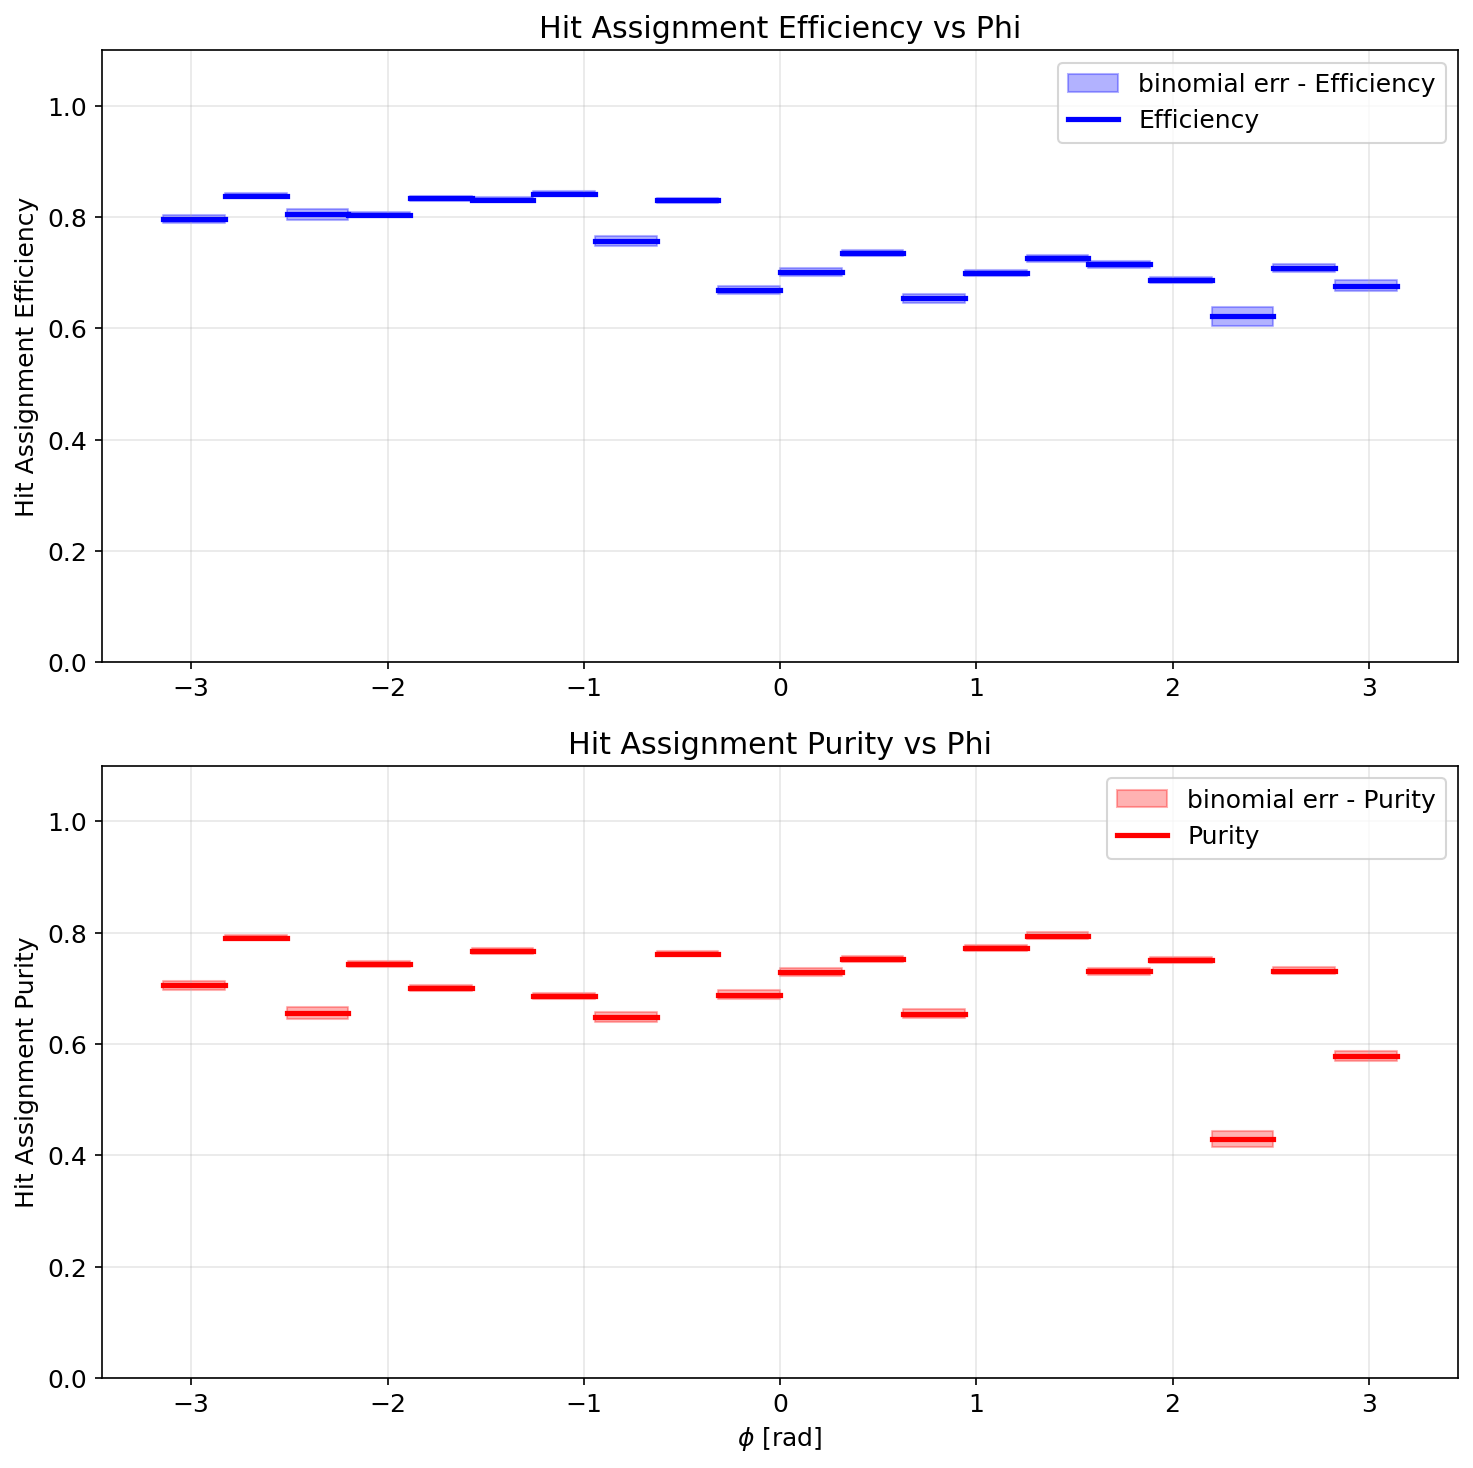 Hit Assignment Efficiency vs Phi
binomial err - Efficiency
Efficiency
Hit Assignment Efficiency
1.0
0.8
0.6
0.4
0.2
0.0
−3
−2
−1
0
1
2
3
Hit Assignment Purity vs Phi
binomial err - Purity
Purity
Hit Assignment Purity
1.0
0.8
0.6
0.4
0.2
0.0
−3
−2
−1
0
1
2
3
ϕ [rad]